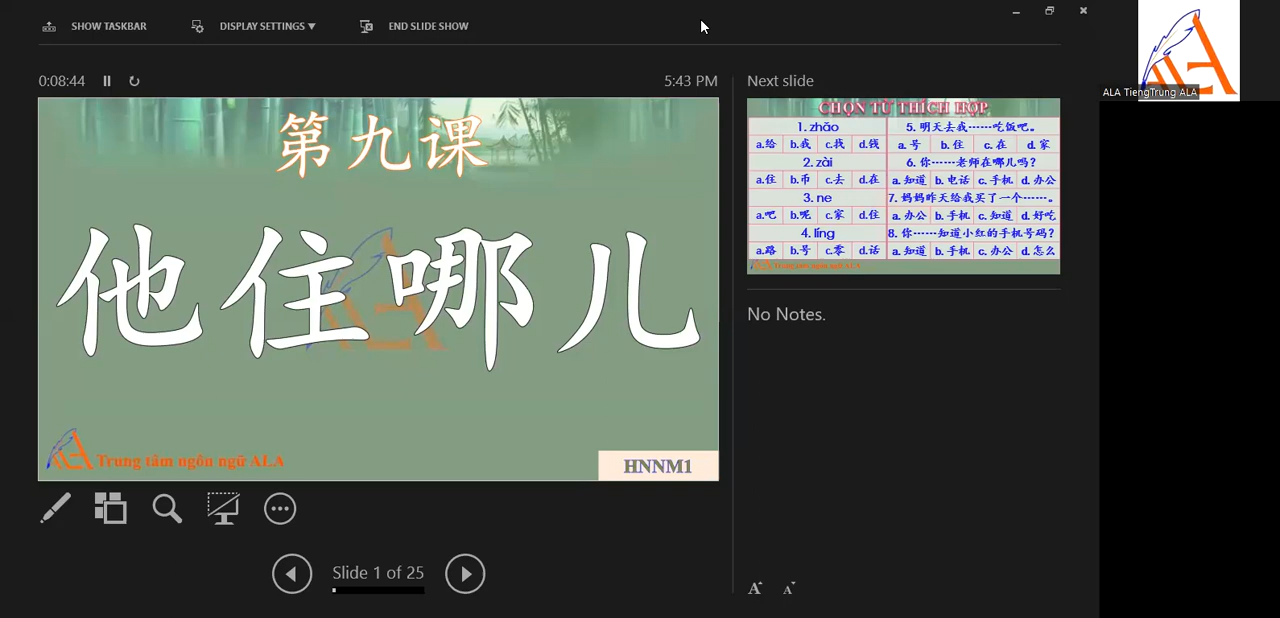 SHOW TASKBAR
DISPLAY SETTINGS ▼
END SLIDE SHOW
0:08:44
5:43 PM
第九课
他住哪儿
Trung tâm ngôn ngữ ALA
HNNM1
Slide 1 of 25
Next slide
CHỌN TỪ THÍCH HỢP
1. zhǎo
a.给 b.我 c.找 d.钱
2. zài
a.住 b.币 c.去 d.在
3. ne
a.吧 b.呢 c.家 d.住
4. líng
a.路 b.号 c.零 d.话
5. 明天去我……吃饭吧。
a. 号 b. 住 c. 在 d. 家
6. 你……老师在哪儿吗?
a. 知道 b. 电话 c. 手机 d. 办公
7. 妈妈昨天给我买了一个……。
a. 办公 b. 手机 c. 知道 d. 好吃
8. 你……知道小红的手机号码?
a. 知道 b. 手机 c. 办公 d. 怎么
Trung tâm ngôn ngữ ALA
No Notes.
ALA TiengTrung ALA